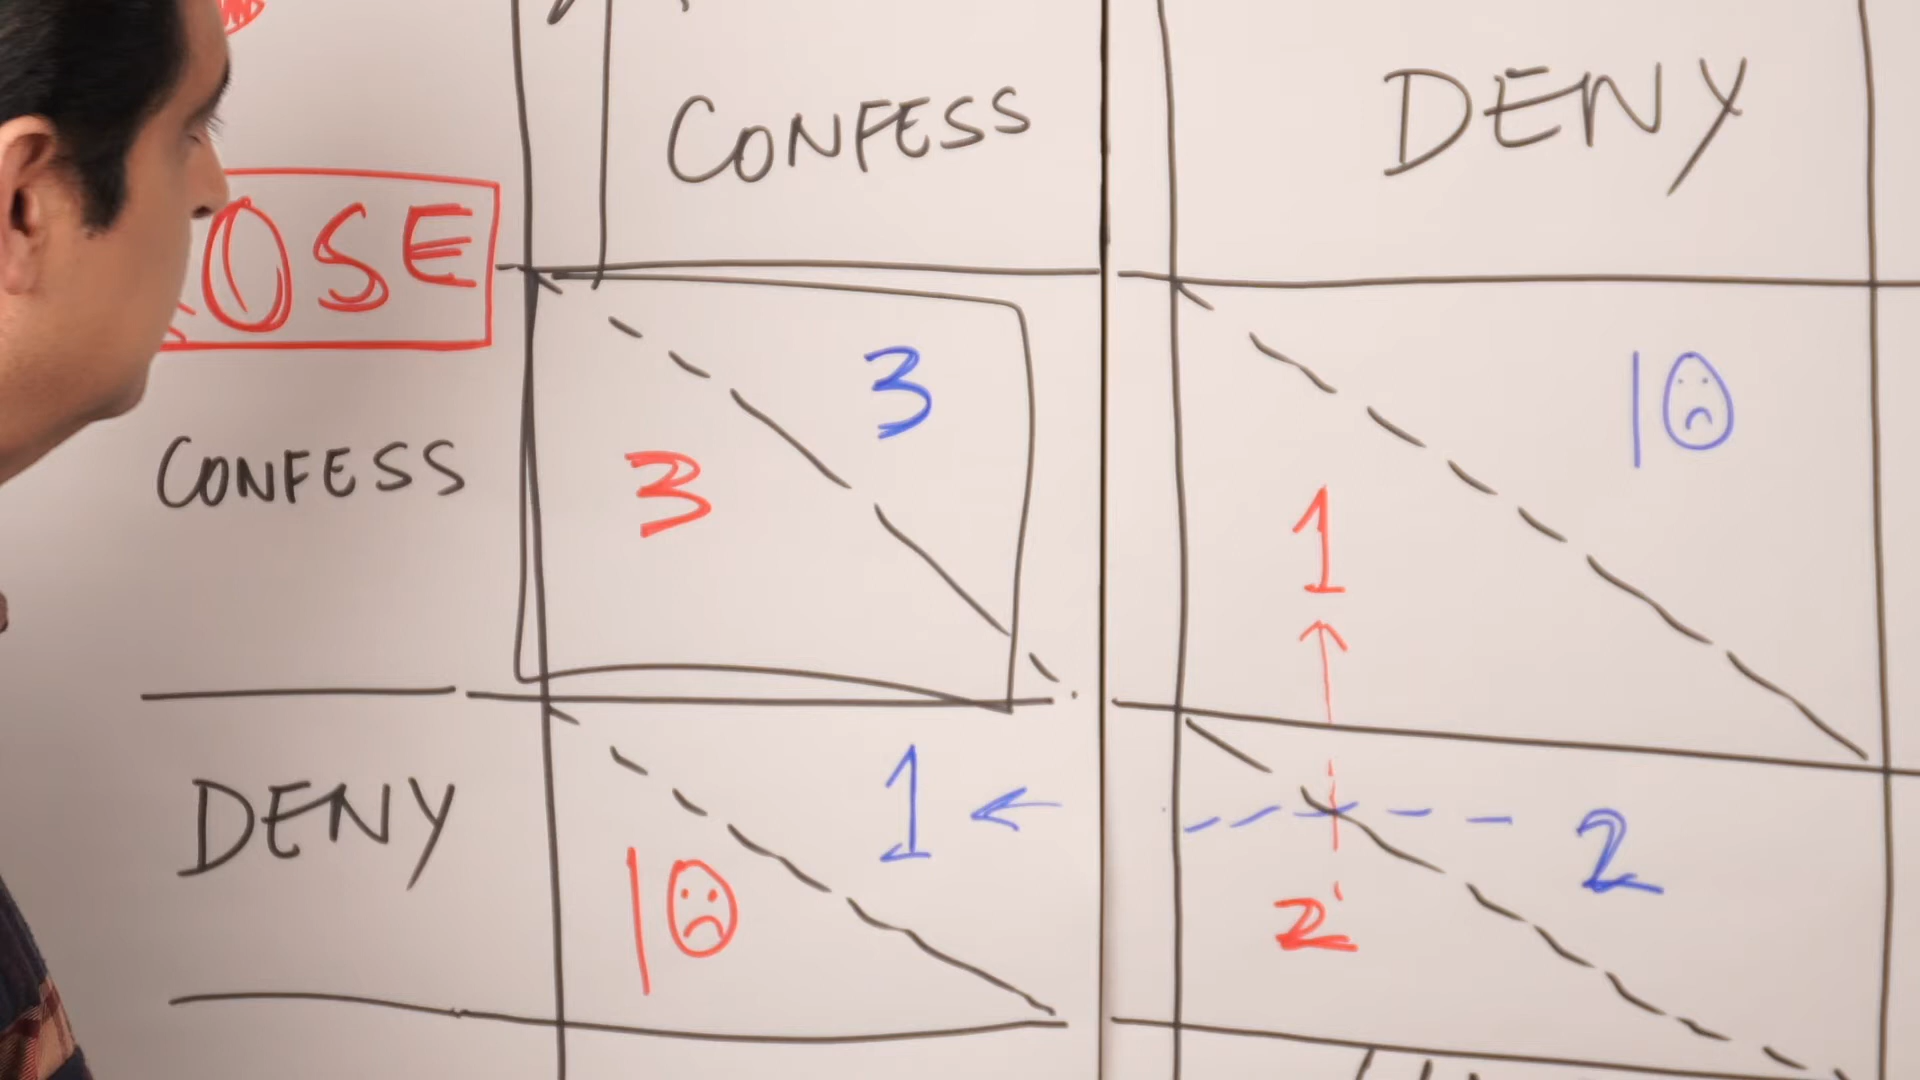 CONFESS DENY
OSE
3 10
CONFESS 3 1
DENY 1 2
10 2